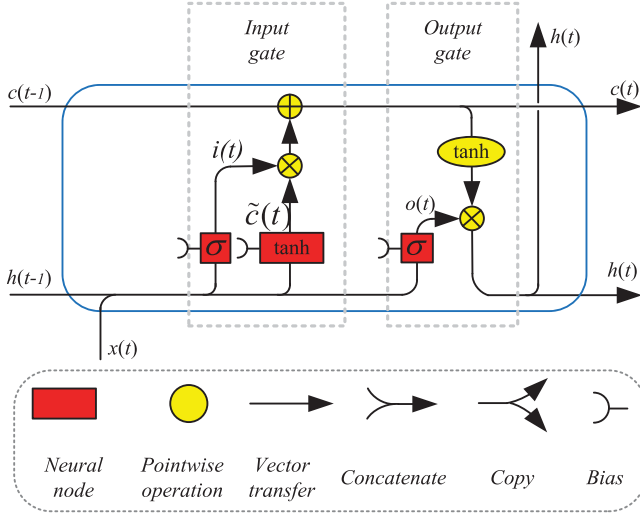 Input
gate
Output
gate
h(t)
c(t-1)
c(t)
tanh
i(t)
o(t)
c̃(t)
σ
tanh
σ
h(t-1)
h(t)
x(t)
Neural
node
Pointwise
operation
Vector
transfer
Concatenate
Copy
Bias